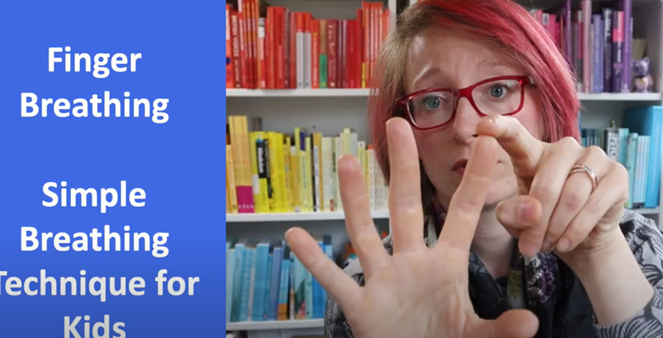 Finger
Breathing
Simple
Breathing
Technique for
Kids